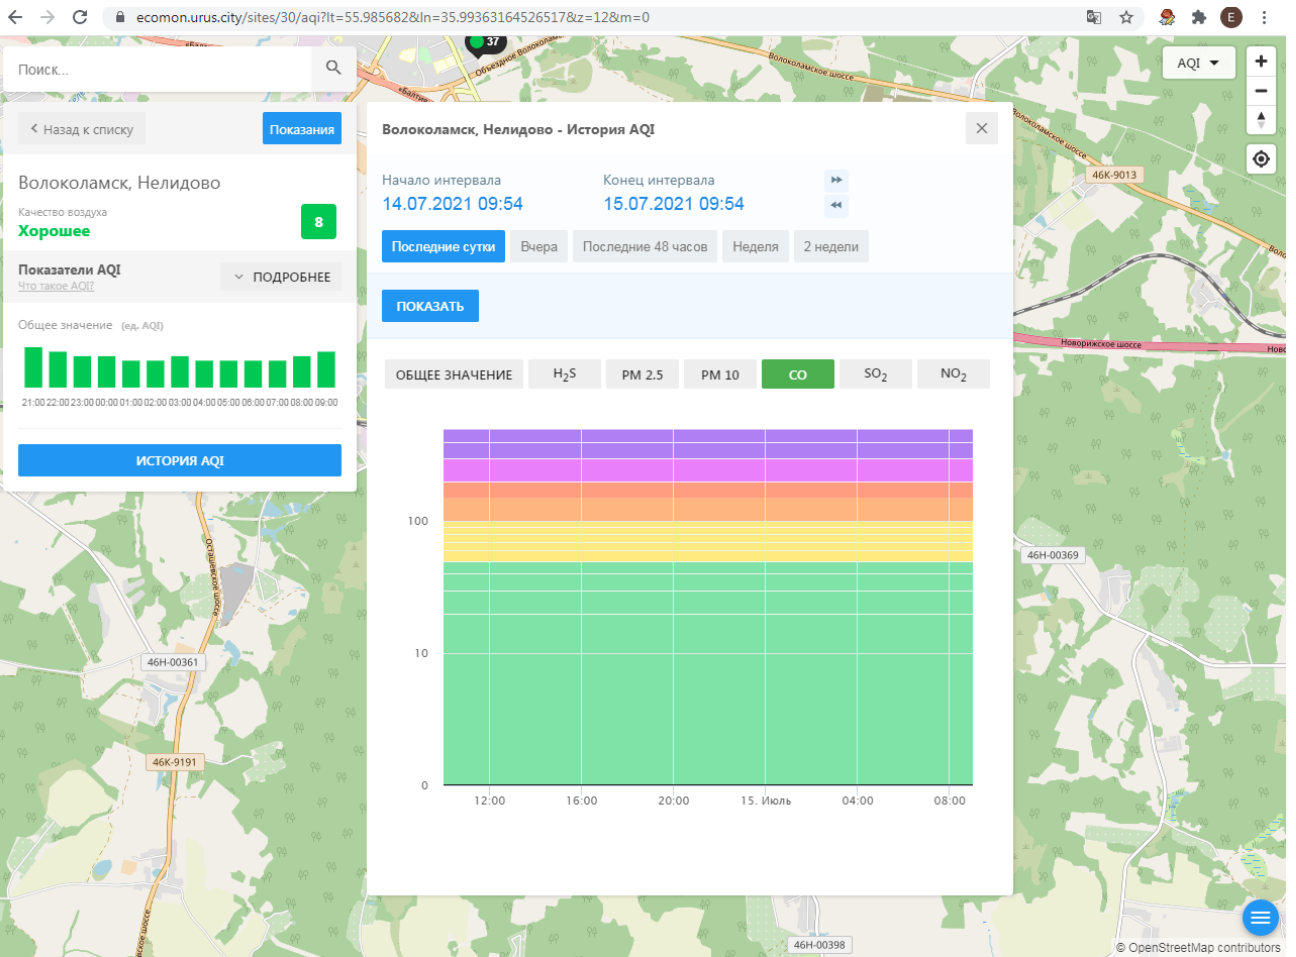 ecomon.urus.city/sites/30/aqi?lt=55.985682&ln=35.99363164526517&z=12&m=0
E
Поиск...
37
Объездное Волоколамск
Волоколамское шоссе
AQI
+
−
Назад к списку
Показания
Волоколамск, Нелидово
Качество воздуха
Хорошее
8
Показатели AQI
Что такое AQI?
ПОДРОБНЕЕ
Общее значение (ед. AQI)
21:00 22:00 23:00 00:00 01:00 02:00 03:00 04:00 05:00 06:00 07:00 08:00 09:00
ИСТОРИЯ AQI
Волоколамск, Нелидово - История AQI
Начало интервала
Конец интервала
14.07.2021 09:54
15.07.2021 09:54
Последние сутки
Вчера
Последние 48 часов
Неделя
2 недели
ПОКАЗАТЬ
ОБЩЕЕ ЗНАЧЕНИЕ
H2S
PM 2.5
PM 10
CO
SO2
NO2
100
10
0
12:00
16:00
20:00
15. Июль
04:00
08:00
Волоколамское шоссе
46К-9013
Новорижское шоссе
46Н-00369
Осташёвское шоссе
46Н-00361
46К-9191
46Н-00398
© OpenStreetMap contributors